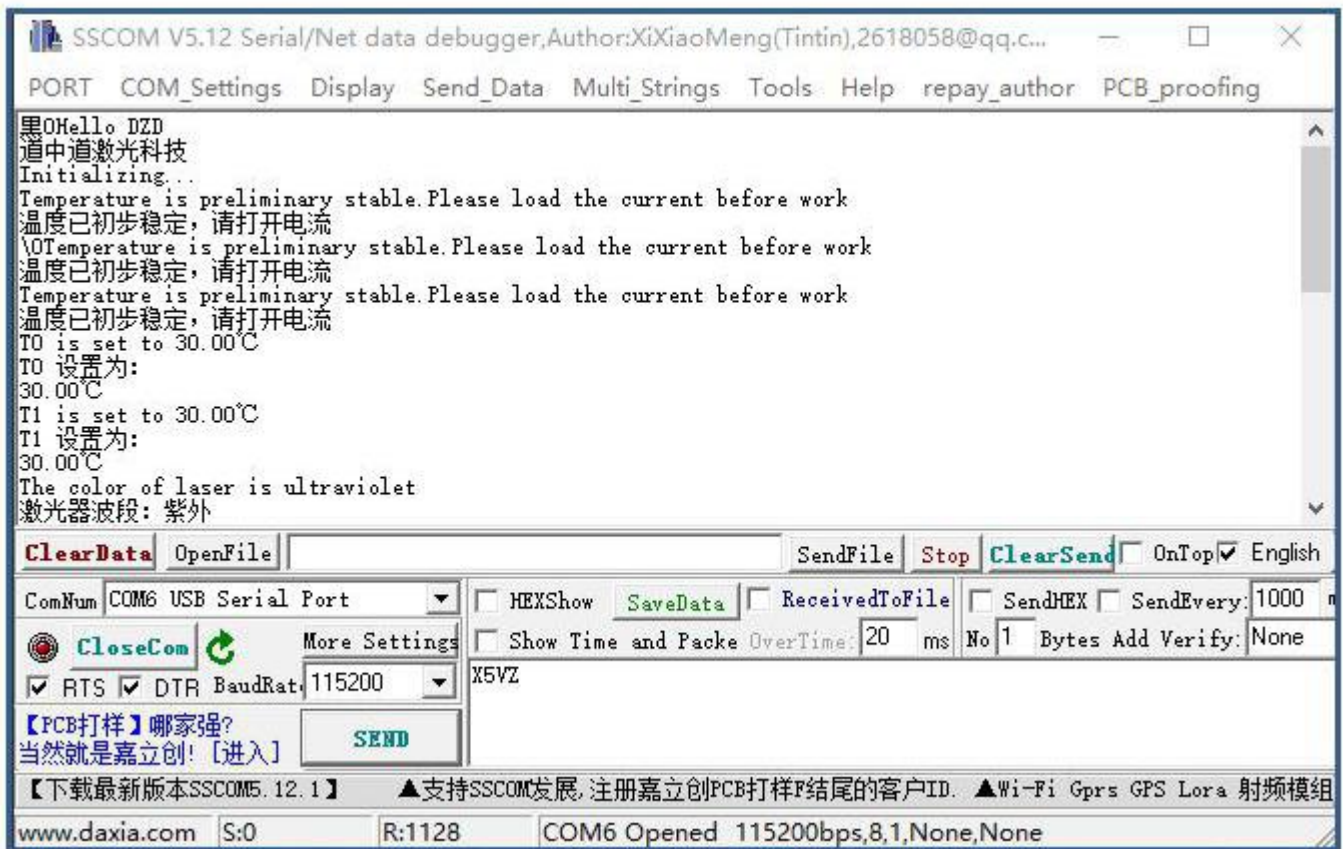 SSCOM V5.12 Serial/Net data debugger,Author:XiXiaoMeng(Tintin),2618058@qq.c...
PORT COM_Settings Display Send_Data Multi_Strings Tools Help repay_author PCB_proofing
黑OHello DZD
道中道激光科技
Initializing...
Temperature is preliminary stable.Please load the current before work
温度已初步稳定，请打开电流
\OTemperature is preliminary stable.Please load the current before work
温度已初步稳定，请打开电流
Temperature is preliminary stable.Please load the current before work
温度已初步稳定，请打开电流
T0 is set to 30.00℃
T0 设置为：
30.00℃
T1 is set to 30.00℃
T1 设置为：
30.00℃
The color of laser is ultraviolet
激光器波段：紫外
ClearData OpenFile SendFile Stop ClearSend OnTop English
ComNum COM6 USB Serial Port HEXShow SaveData ReceivedToFile SendHEX SendEvery: 1000 m
CloseCom More Settings Show Time and Packe OverTime: 20 ms No 1 Bytes Add Verify: None
RTS DTR BaudRat 115200 X5VZ
【PCB打样】哪家强?
当然就是嘉立创! [进入] SEND
【下载最新版本SSCOM5.12.1】 ▲支持SSCOM发展,注册嘉立创PCB打样F结尾的客户ID. ▲Wi-Fi Gprs GPS Lora 射频模组
www.daxia.com S:0 R:1128 COM6 Opened 115200bps,8,1,None,None